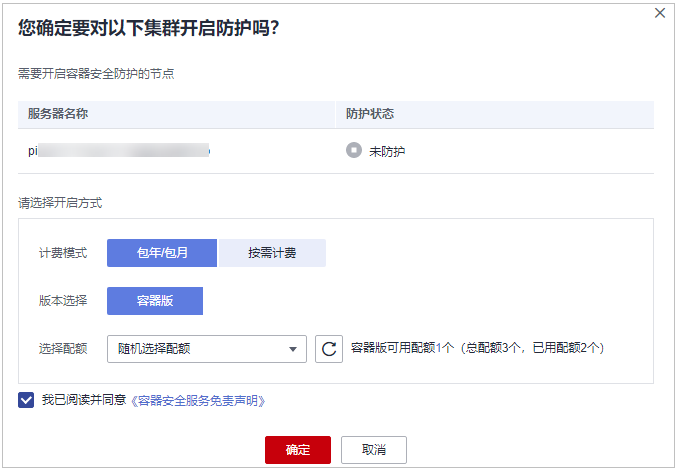 您确定要对以下集群开启防护吗?
需要开启容器安全防护的节点
服务器名称 防护状态
pi 未防护
请选择开启方式
计费模式 包年/包月 按需计费
版本选择 容器版
选择配额 随机选择配额 容器版可用配额1个（总配额3个，已用配额2个）
我已阅读并同意《容器安全服务免责声明》
确定 取消